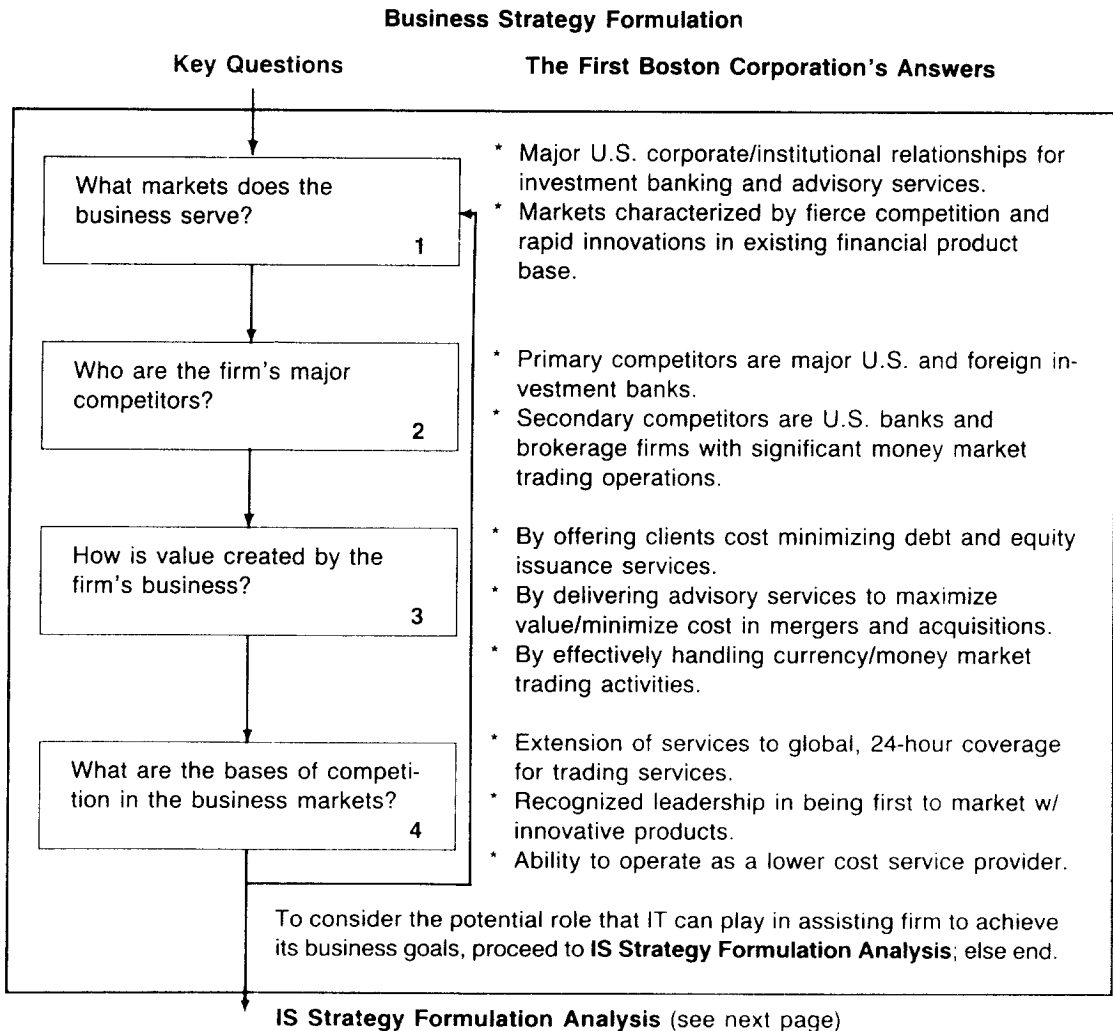 Business Strategy Formulation
Key Questions
The First Boston Corporation's Answers
What markets does the
business serve?
1
* Major U.S. corporate/institutional relationships for
investment banking and advisory services.
* Markets characterized by fierce competition and
rapid innovations in existing financial product
base.
Who are the firm's major
competitors?
2
* Primary competitors are major U.S. and foreign in-
vestment banks.
* Secondary competitors are U.S. banks and
brokerage firms with significant money market
trading operations.
How is value created by the
firm's business?
3
* By offering clients cost minimizing debt and equity
issuance services.
* By delivering advisory services to maximize
value/minimize cost in mergers and acquisitions.
* By effectively handling currency/money market
trading activities.
What are the bases of competi-
tion in the business markets?
4
* Extension of services to global, 24-hour coverage
for trading services.
* Recognized leadership in being first to market w/
innovative products.
* Ability to operate as a lower cost service provider.
To consider the potential role that IT can play in assisting firm to achieve
its business goals, proceed to IS Strategy Formulation Analysis; else end.
IS Strategy Formulation Analysis (see next page)